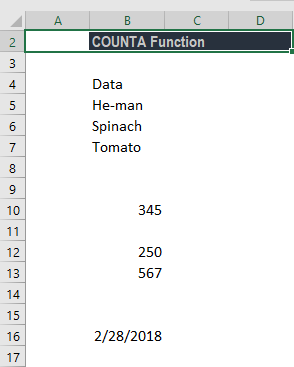 A B C D
2 COUNTA Function
3
4 Data
5 He-man
6 Spinach
7 Tomato
8
9
10 345
11
12 250
13 567
14
15
16 2/28/2018
17